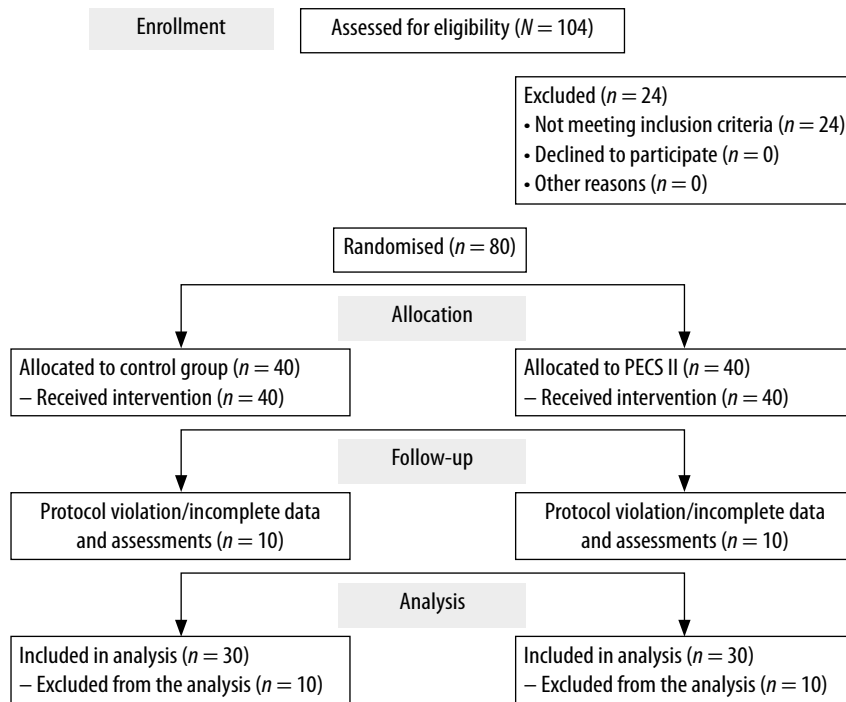 Enrollment
Assessed for eligibility (N = 104)
Excluded (n = 24)
• Not meeting inclusion criteria (n = 24)
• Declined to participate (n = 0)
• Other reasons (n = 0)
Randomised (n = 80)
Allocation
Allocated to control group (n = 40)
– Received intervention (n = 40)
Allocated to PECS II (n = 40)
– Received intervention (n = 40)
Follow-up
Protocol violation/incomplete data
and assessments (n = 10)
Protocol violation/incomplete data
and assessments (n = 10)
Analysis
Included in analysis (n = 30)
– Excluded from the analysis (n = 10)
Included in analysis (n = 30)
– Excluded from the analysis (n = 10)